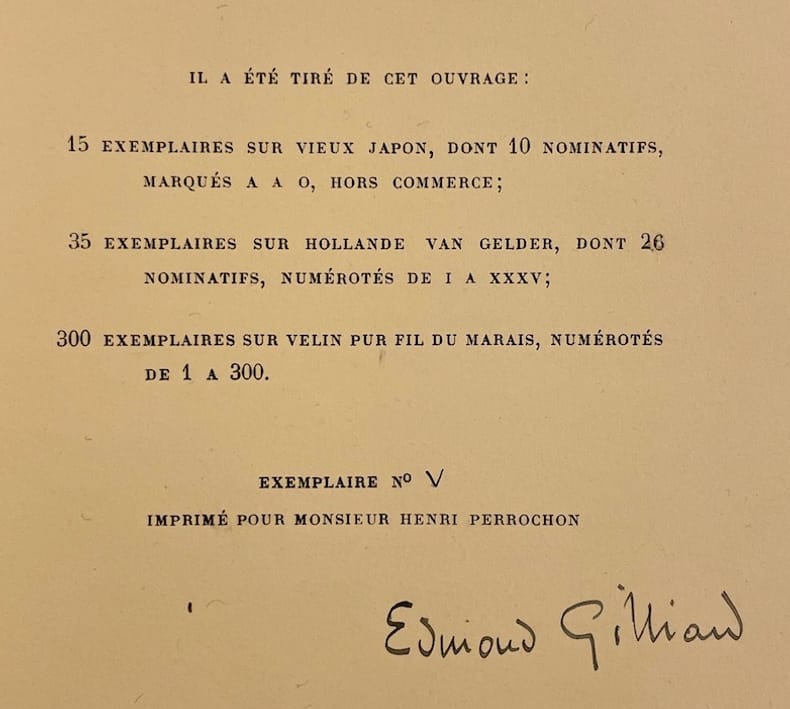 IL A ÉTÉ TIRÉ DE CET OUVRAGE :
15 EXEMPLAIRES SUR VIEUX JAPON, DONT 10 NOMINATIFS,
MARQUÉS A A O, HORS COMMERCE ;
35 EXEMPLAIRES SUR HOLLANDE VAN GELDER, DONT 26
NOMINATIFS, NUMÉROTÉS DE I A XXXV ;
300 EXEMPLAIRES SUR VELIN PUR FIL DU MARAIS, NUMÉROTÉS
DE 1 A 300.
EXEMPLAIRE Nº V
IMPRIMÉ POUR MONSIEUR HENRI PERROCHON
Edmond Gilliard